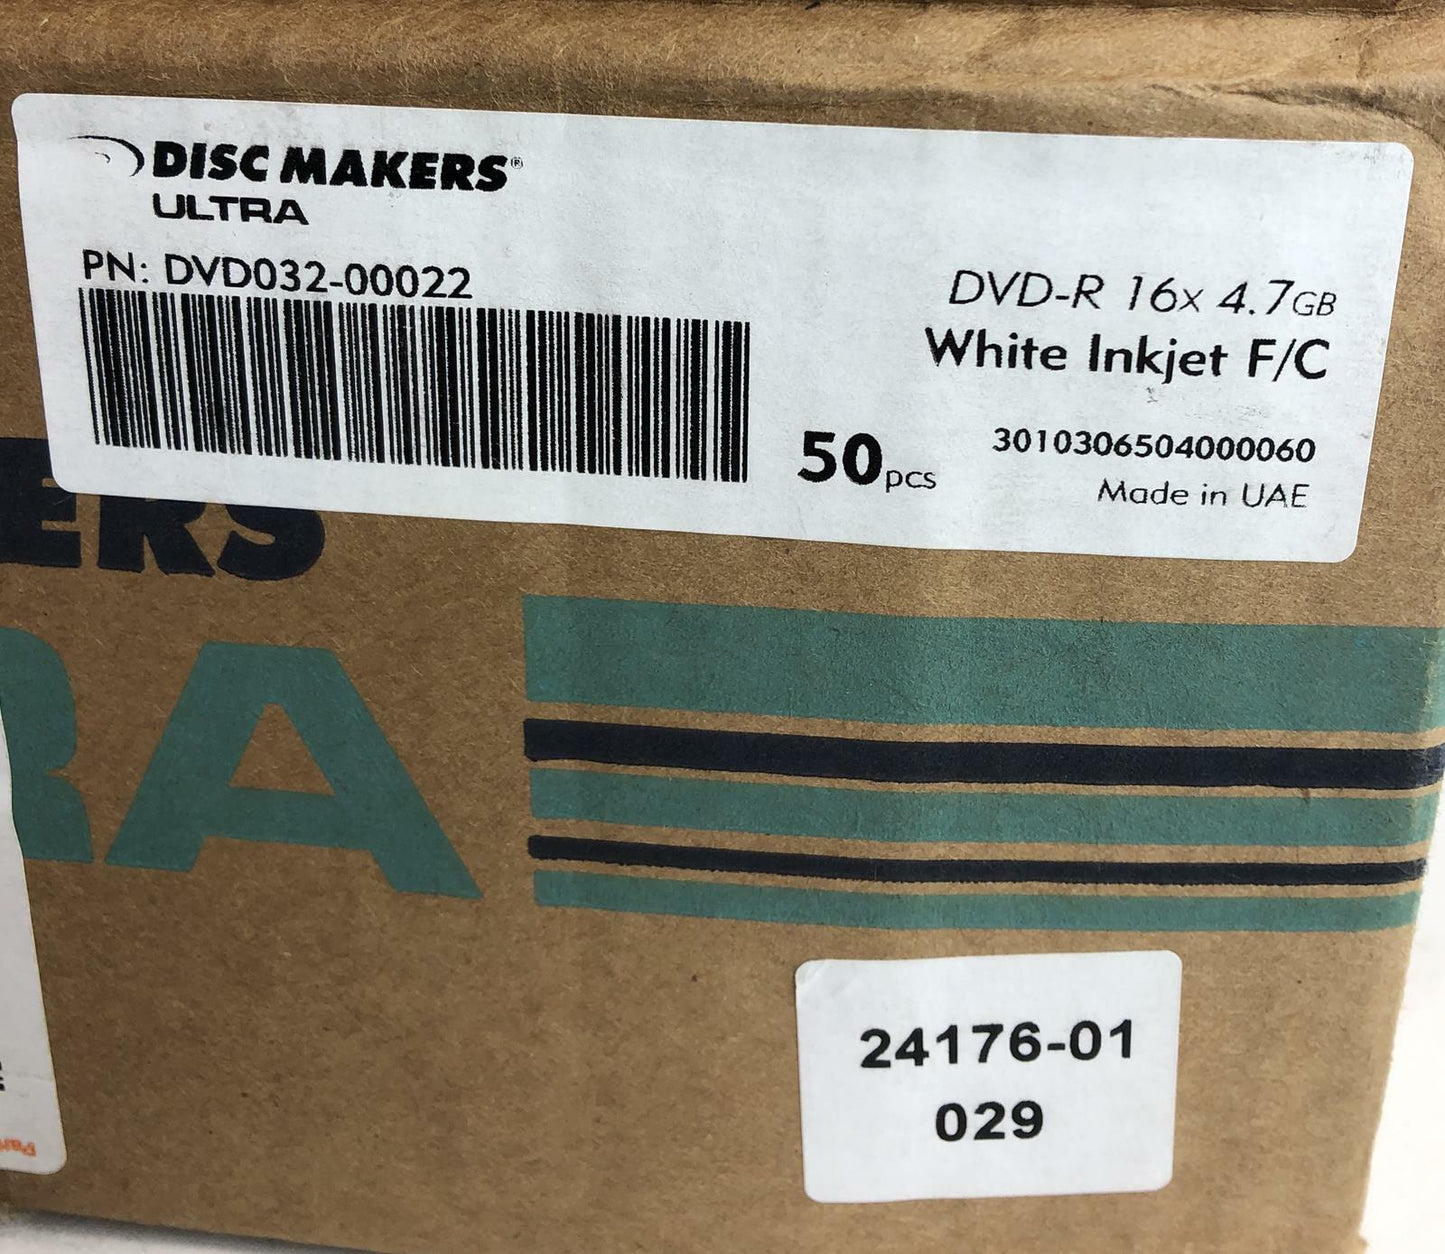 DISC MAKERS®
ULTRA
PN: DVD032-00022
DVD-R 16x 4.7GB
White Inkjet F/C
50pcs
3010306504000060
Made in UAE
ERS
RA
24176-01
029